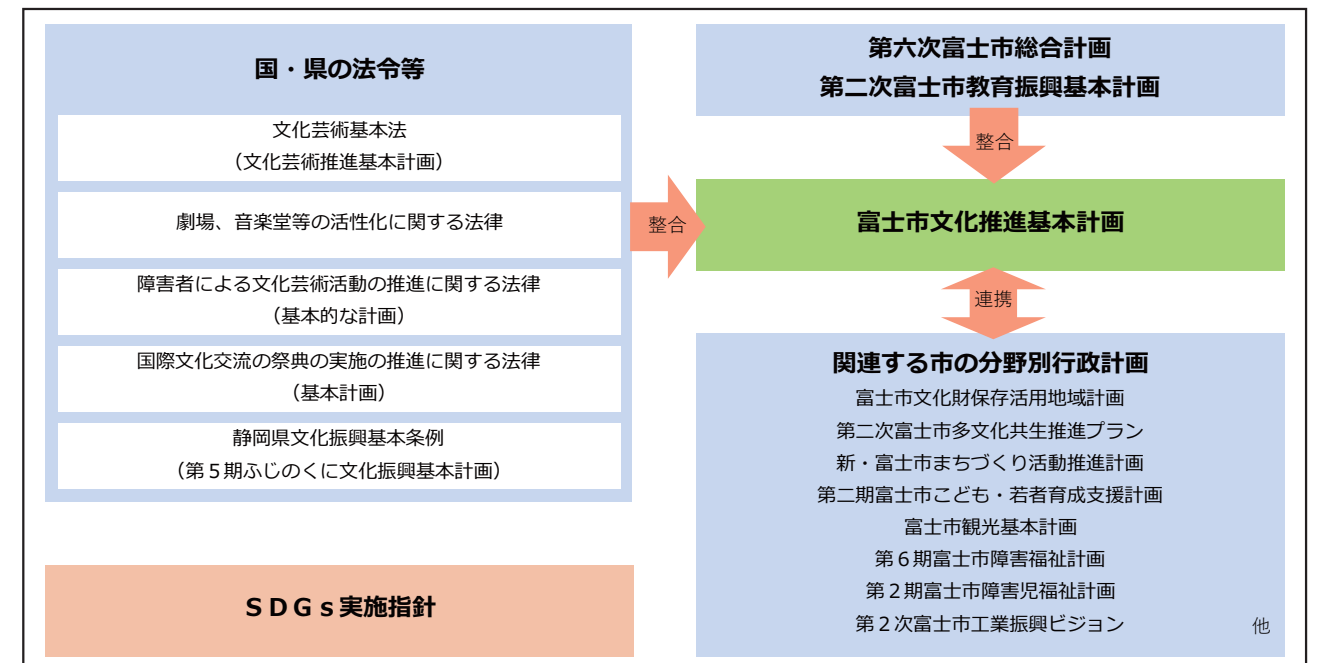 国・県の法令等
文化芸術基本法
（文化芸術推進基本計画）
劇場、音楽堂等の活性化に関する法律
障害者による文化芸術活動の推進に関する法律
（基本的な計画）
国際文化交流の祭典の実施の推進に関する法律
（基本計画）
静岡県文化振興基本条例
（第５期ふじのくに文化振興基本計画）
ＳＤＧｓ実施指針
整合
第六次富士市総合計画
第二次富士市教育振興基本計画
整合
富士市文化推進基本計画
連携
関連する市の分野別行政計画
富士市文化財保存活用地域計画
第二次富士市多文化共生推進プラン
新・富士市まちづくり活動推進計画
第二期富士市こども・若者育成支援計画
富士市観光基本計画
第６期富士市障害福祉計画
第２期富士市障害児福祉計画
第２次富士市工業振興ビジョン
他